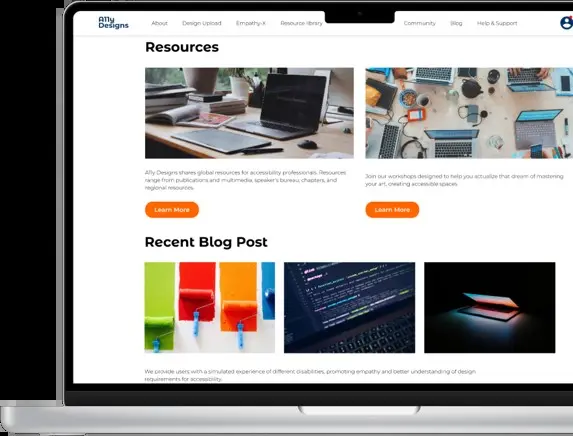 A11y
Designs
About Design Upload Empathy-A Resource library Community Blog Help & Support
Resources
A11y Designs shares global resources for accessibility professionals. Resources
range from publications and multimedia, speaker's bureau, chapters, and
regional resources.
Join our workshops designed to help you actualize that dream of mastering
your art, creating accessible spaces.
Learn More
Learn More
Recent Blog Post
We provide users with a simulated experience of different disabilities, promoting empathy and better understanding of design
requirements for accessibility.